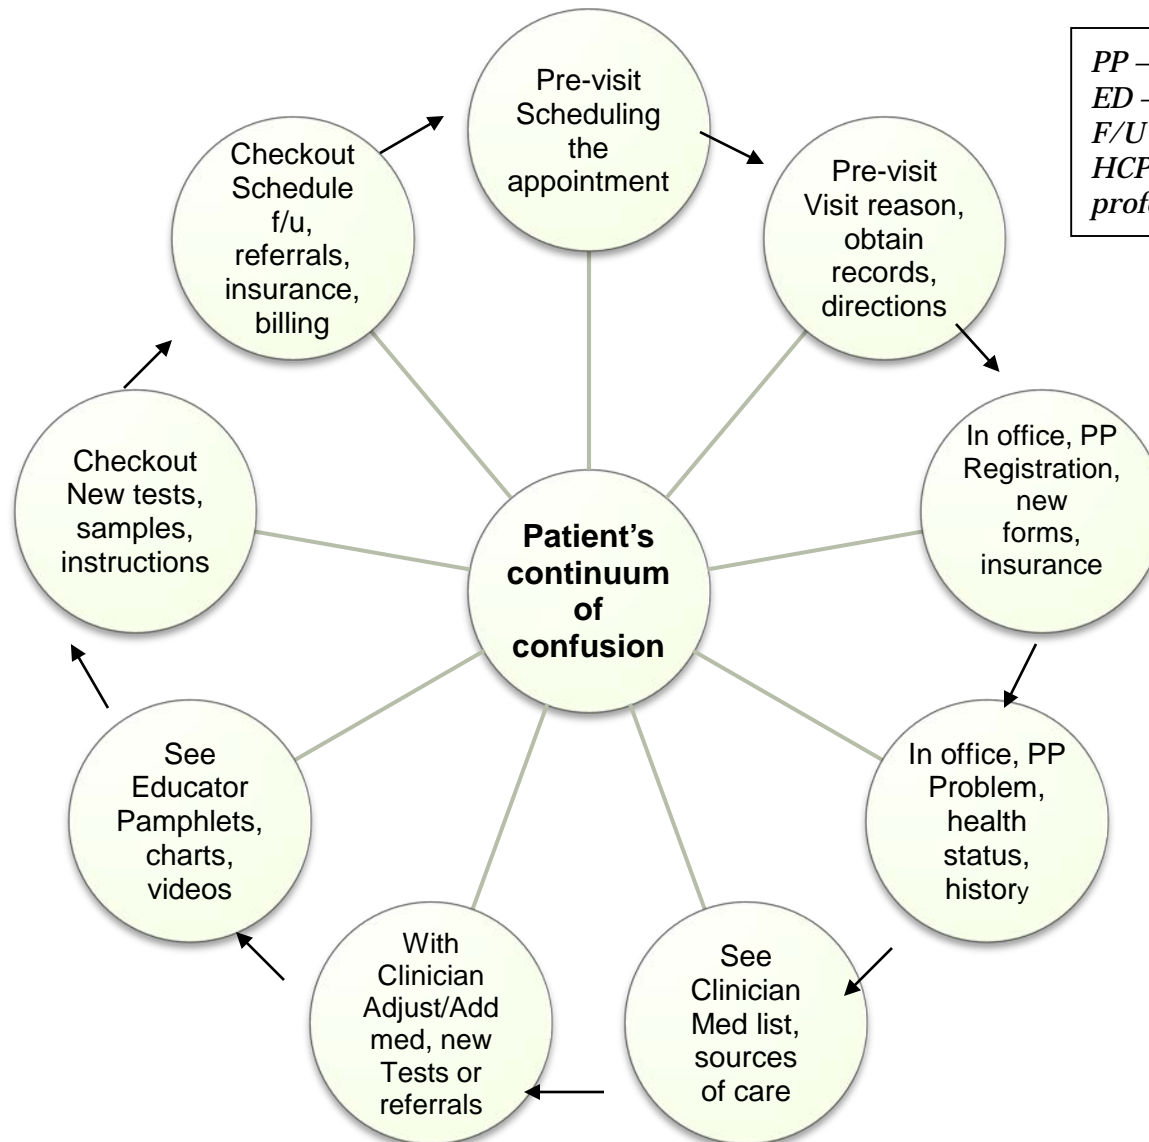 Pre-visit
Scheduling
the
appointment
Pre-visit
Visit reason,
obtain
records,
directions
In office, PP
Registration,
new
forms,
insurance
In office, PP
Problem,
health
status,
history
See
Clinician
Med list,
sources
of care
With
Clinician
Adjust/Add
med, new
Tests or
referrals
See
Educator
Pamphlets,
charts,
videos
Checkout
New tests,
samples,
instructions
Checkout
Schedule
f/u,
referrals,
insurance,
billing
Patient’s
continuum
of
confusion
PP –
ED -
F/U
HCP